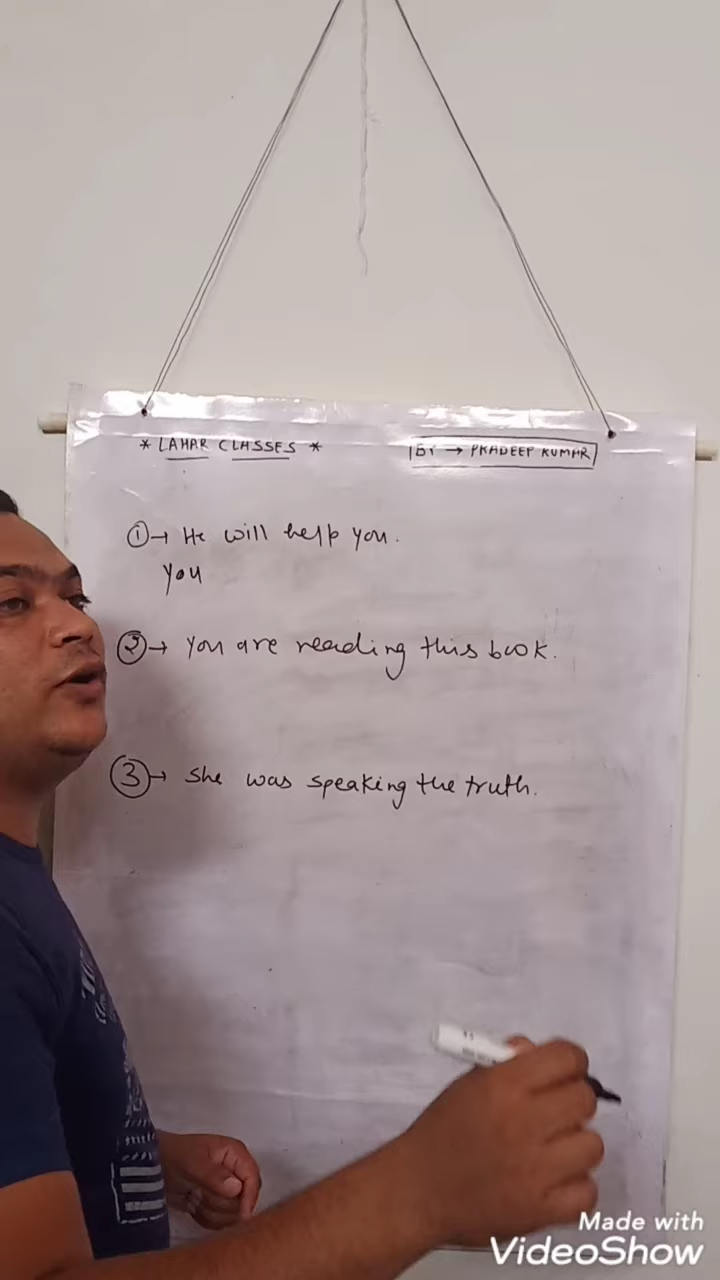 * LAHAR CLASSES *
BY → PRADEEP KUMAR
①→ He will help you.
you
②→ you are reading this book.
③→ she was speaking the truth.
Made with
VideoShow